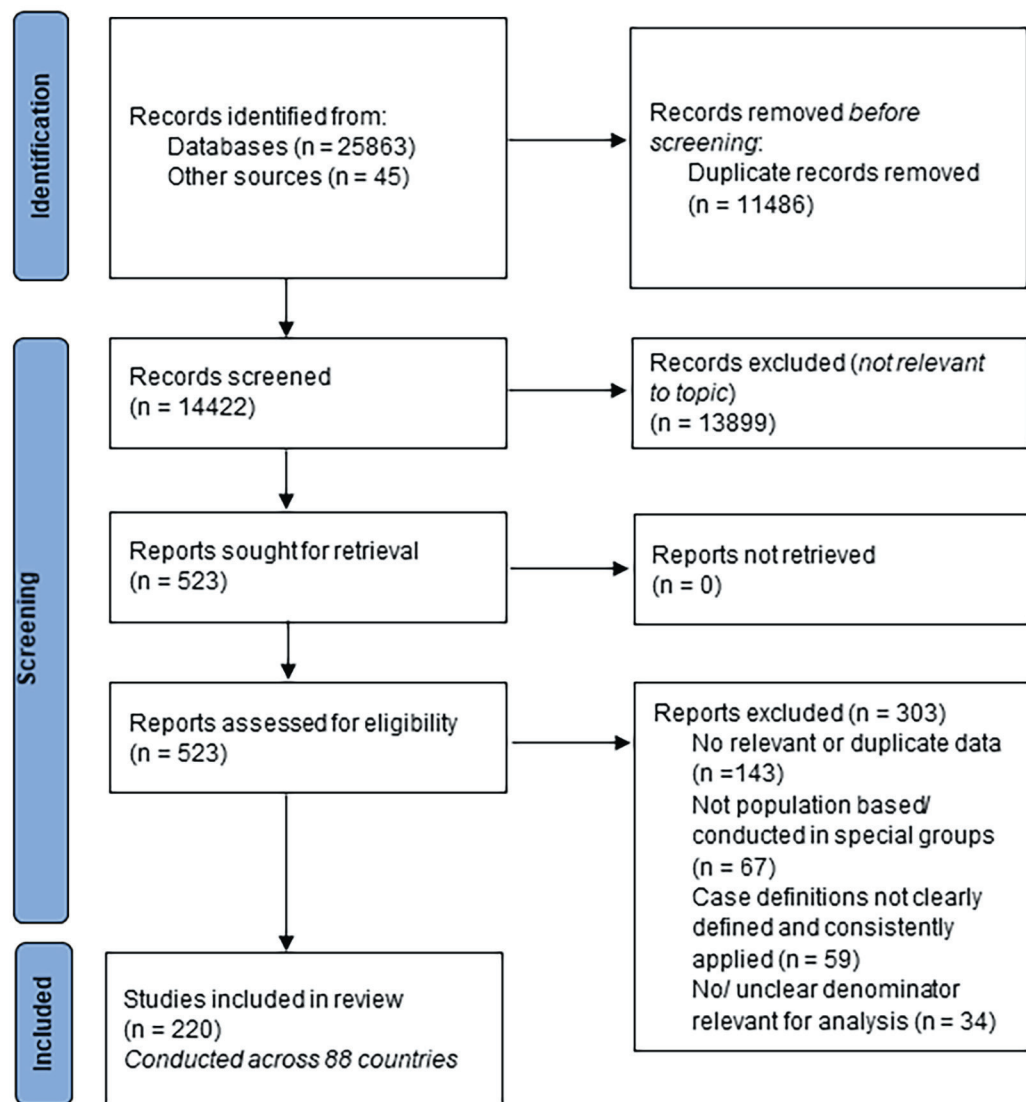 Identification
Records identified from:
Databases (n = 25863)
Other sources (n = 45)
Records removed before
screening:
Duplicate records removed
(n = 11486)
Screening
Records screened
(n = 14422)
Records excluded (not relevant
to topic)
(n = 13899)
Reports sought for retrieval
(n = 523)
Reports not retrieved
(n = 0)
Reports assessed for eligibility
(n = 523)
Reports excluded (n = 303)
No relevant or duplicate data
(n =143)
Not population based/
conducted in special groups
(n = 67)
Case definitions not clearly
defined and consistently
applied (n = 59)
No/ unclear denominator
relevant for analysis (n = 34)
Included
Studies included in review
(n = 220)
Conducted across 88 countries